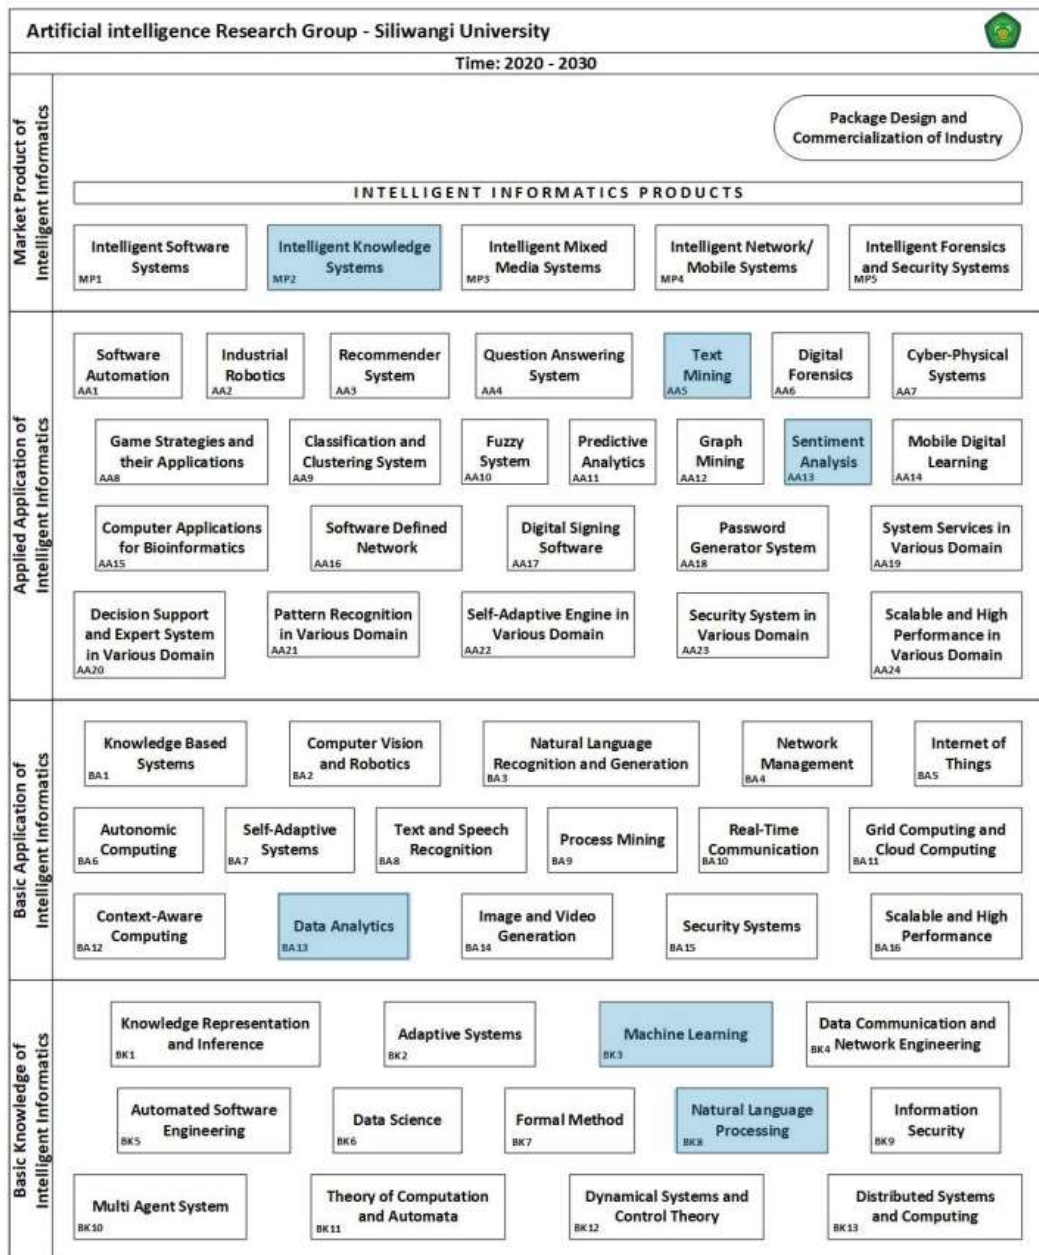 Artificial intelligence Research Group - Siliwangi University
Time: 2020 - 2030
Market Product of
Intelligent Informatics
Package Design and
Commercialization of Industry
INTELLIGENT INFORMATICS PRODUCTS
Intelligent Software
Systems
MP1
Intelligent Knowledge
Systems
MP2
Intelligent Mixed
Media Systems
MP3
Intelligent Network/
Mobile Systems
MP4
Intelligent Forensics
and Security Systems
MP5
Applied Application of
Intelligent Informatics
Software
Automation
AA1
Industrial
Robotics
AA2
Recommender
System
AA3
Question Answering
System
AA4
Text
Mining
AA5
Digital
Forensics
AA6
Cyber-Physical
Systems
AA7
Game Strategies and
their Applications
AA8
Classification and
Clustering System
AA9
Fuzzy
System
AA10
Predictive
Analytics
AA11
Graph
Mining
AA12
Sentiment
Analysis
AA13
Mobile Digital
Learning
AA14
Computer Applications
for Bioinformatics
AA15
Software Defined
Network
AA16
Digital Signing
Software
AA17
Password
Generator System
AA18
System Services in
Various Domain
AA19
Decision Support
and Expert System
in Various Domain
AA20
Pattern Recognition
in Various Domain
AA21
Self-Adaptive Engine in
Various Domain
AA22
Security System in
Various Domain
AA23
Scalable and High
Performance in
Various Domain
AA24
Basic Application of
Intelligent Informatics
Knowledge Based
Systems
BA1
Computer Vision
and Robotics
BA2
Natural Language
Recognition and Generation
BA3
Network
Management
BA4
Internet of
Things
BA5
Autonomic
Computing
BA6
Self-Adaptive
Systems
BA7
Text and Speech
Recognition
BA8
Process Mining
BA9
Real-Time
Communication
BA10
Grid Computing and
Cloud Computing
BA11
Context-Aware
Computing
BA12
Data Analytics
BA13
Image and Video
Generation
BA14
Security Systems
BA15
Scalable and High
Performance
BA16
Basic Knowledge of
Intelligent Informatics
Knowledge Representation
and Inference
BK1
Adaptive Systems
BK2
Machine Learning
BK3
Data Communication and
Network Engineering
BK4
Automated Software
Engineering
BK5
Data Science
BK6
Formal Method
BK7
Natural Language
Processing
BK8
Information
Security
BK9
Multi Agent System
BK10
Theory of Computation
and Automata
BK11
Dynamical Systems and
Control Theory
BK12
Distributed Systems
and Computing
BK13